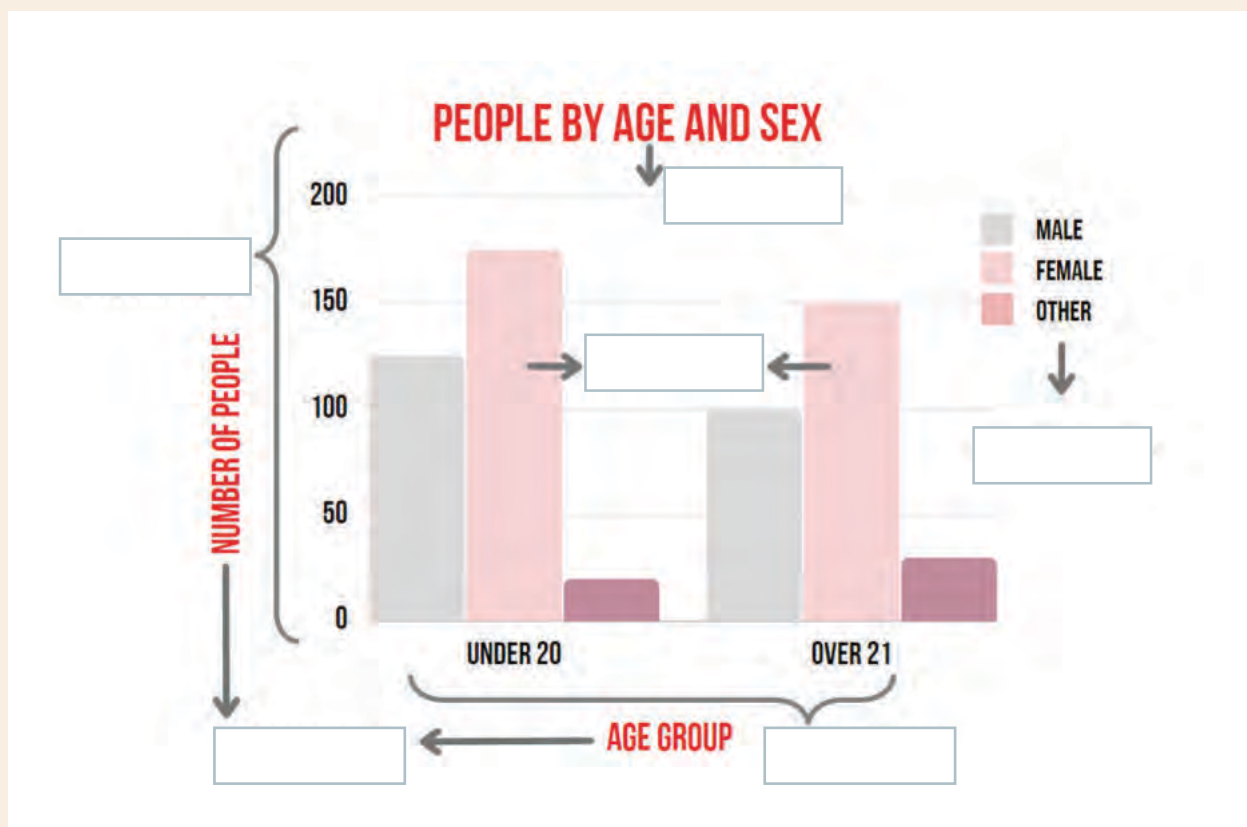 PEOPLE BY AGE AND SEX
200
150
100
50
0
NUMBER OF PEOPLE
MALE
FEMALE
OTHER
UNDER 20
OVER 21
AGE GROUP